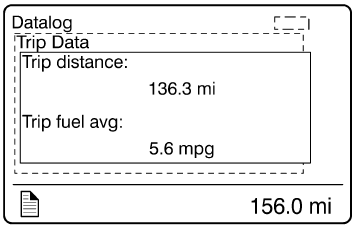 Datalog
Trip Data
Trip distance:
136.3 mi
Trip fuel avg:
5.6 mpg
156.0 mi